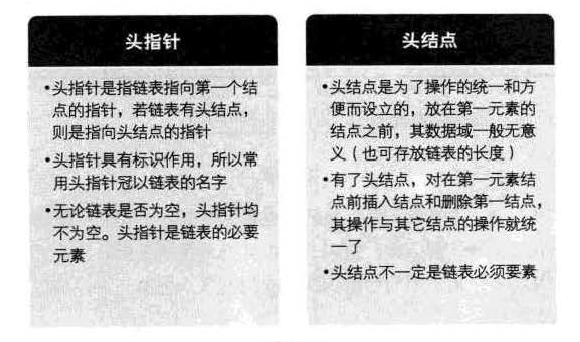 头指针
•头指针是指链表指向第一个结
点的指针，若链表有头结点，
则是指向头结点的指针
•头指针具有标识作用，所以常
用头指针冠以链表的名字
•无论链表是否为空，头指针均
不为空。头指针是链表的必要
元素
头结点
•头结点是为了操作的统一和方
便而设立的，放在第一元素的
结点之前，其数据域一般无意
义（也可存放链表的长度）
•有了头结点，对在第一元素结
点前插入结点和删除第一结点，
其操作与其它结点的操作就统
一了
•头结点不一定是链表必须要素